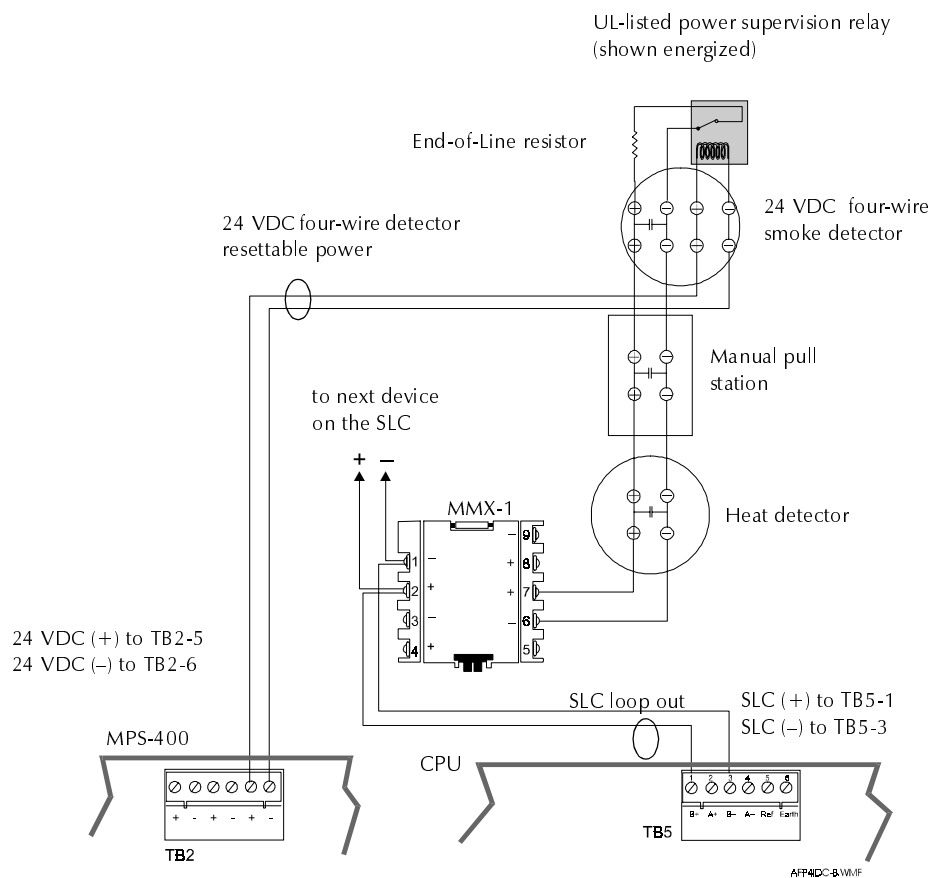 UL-listed power supervision relay
(shown energized)
End-of-Line resistor
24 VDC four-wire
smoke detector
24 VDC four-wire detector
resettable power
Manual pull
station
to next device
on the SLC
+ −
MMX-1
Heat detector
1 − − 9
2 + + 8
3 − + 7
4 + − 6
5
24 VDC (+) to TB2-5
24 VDC (−) to TB2-6
SLC loop out
SLC (+) to TB5-1
SLC (−) to TB5-3
MPS-400
CPU
1 2 3 4 5 6
+ - + - + -
B+ A+ B− A− Ref Earth
TB2
TB5
AFP4IDC-B.WMF